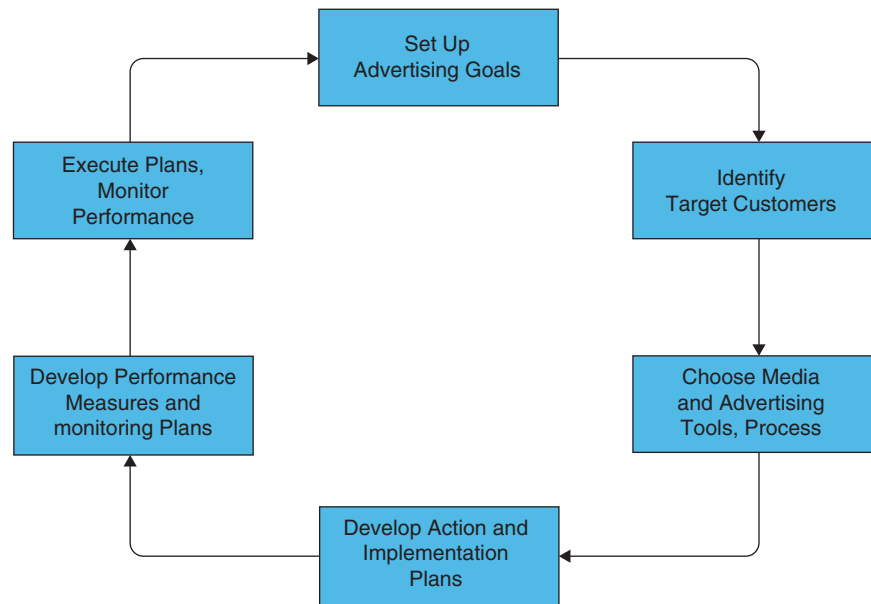 Set Up
Advertising Goals
Identify
Target Customers
Choose Media
and Advertising
Tools, Process
Develop Action and
Implementation
Plans
Develop Performance
Measures and
monitoring Plans
Execute Plans,
Monitor
Performance